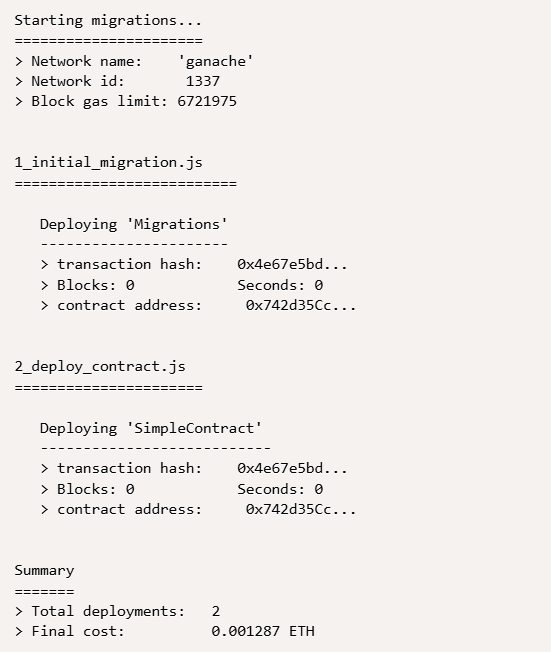 Starting migrations...
======================
> Network name:    'ganache'
> Network id:       1337
> Block gas limit: 6721975
1_initial_migration.js
==========================
   Deploying 'Migrations'
   ----------------------
   > transaction hash:    0x4e67e5bd...
   > Blocks: 0            Seconds: 0
   > contract address:     0x742d35Cc...
2_deploy_contract.js
======================
   Deploying 'SimpleContract'
   ---------------------------
   > transaction hash:    0x4e67e5bd...
   > Blocks: 0            Seconds: 0
   > contract address:     0x742d35Cc...
Summary
=======
> Total deployments:   2
> Final cost:          0.001287 ETH